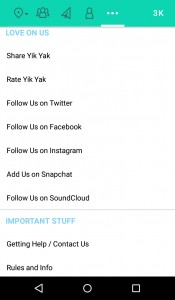 3K
LOVE ON US
Share Yik Yak
Rate Yik Yak
Follow Us on Twitter
Follow Us on Facebook
Follow Us on Instagram
Add Us on Snapchat
Follow Us on SoundCloud
IMPORTANT STUFF
Getting Help / Contact Us
Rules and Info